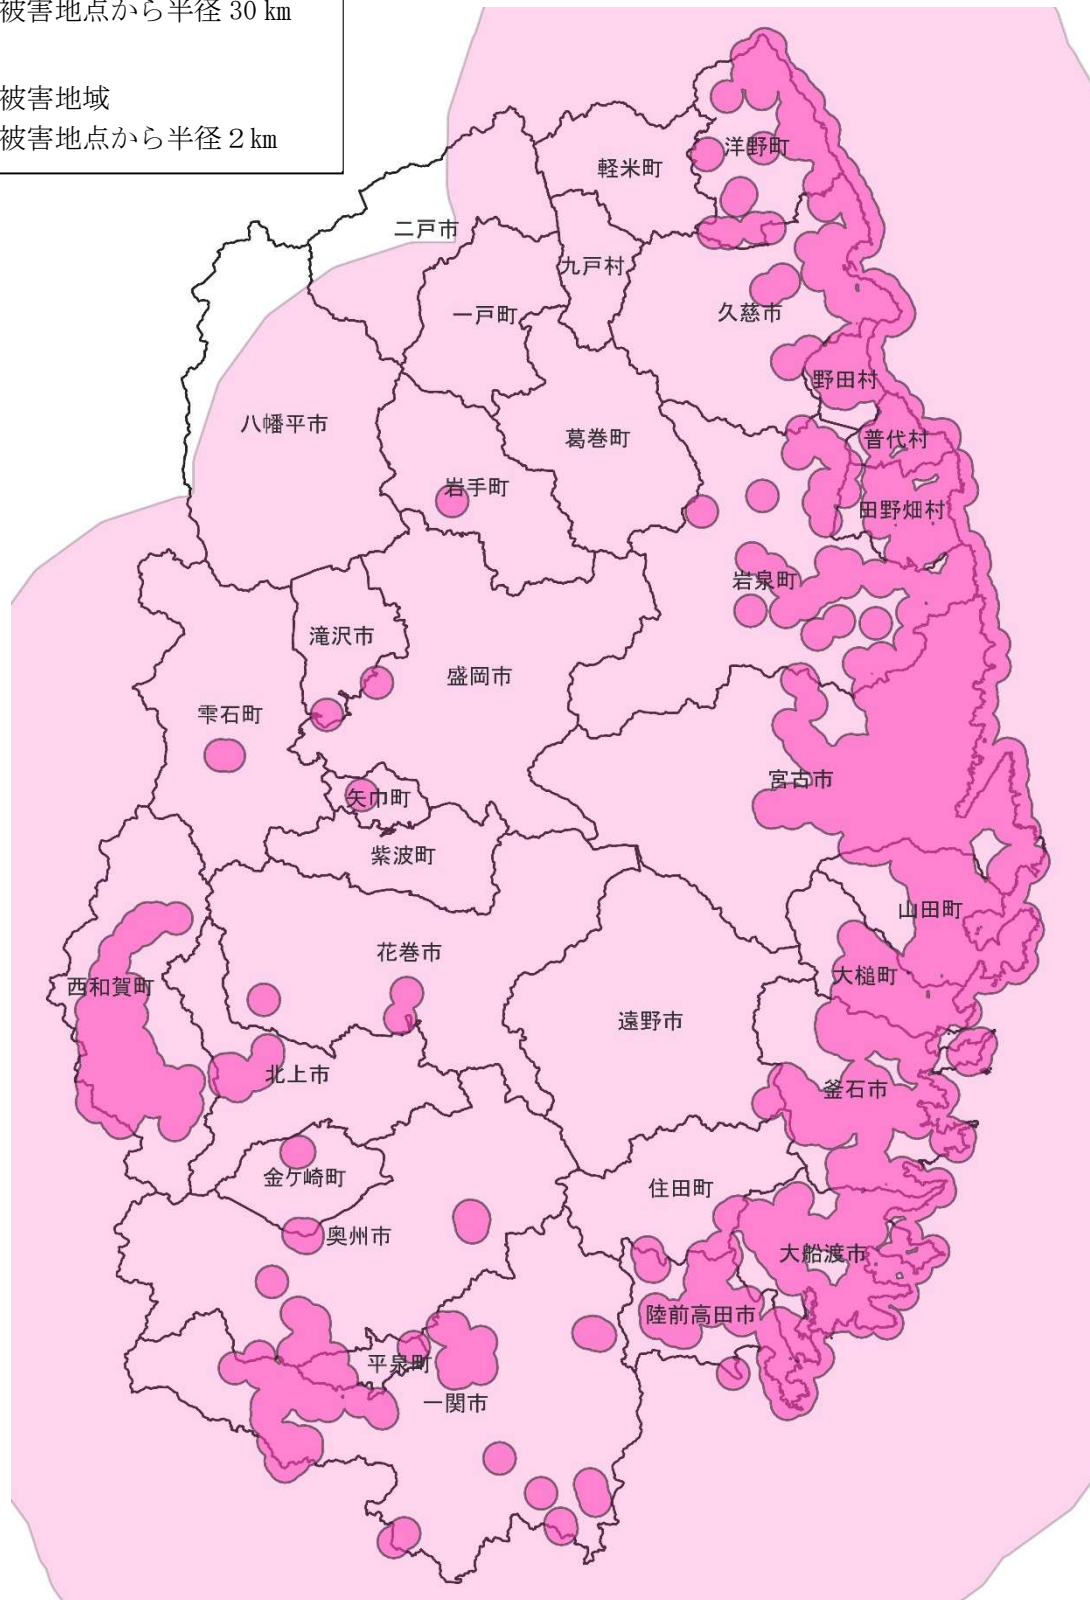 被害地点から半径 30 ㎞
被害地域
被害地点から半径２㎞
洋野町
軽米町
二戸市
九戸村
一戸町
久慈市
野田村
八幡平市
葛巻町
普代村
岩手町
田野畑村
岩泉町
滝沢市
盛岡市
雫石町
宮古市
矢巾町
紫波町
山田町
花巻市
大槌町
西和賀町
遠野市
北上市
釜石市
金ケ崎町
住田町
奥州市
大船渡市
陸前高田市
平泉町
一関市